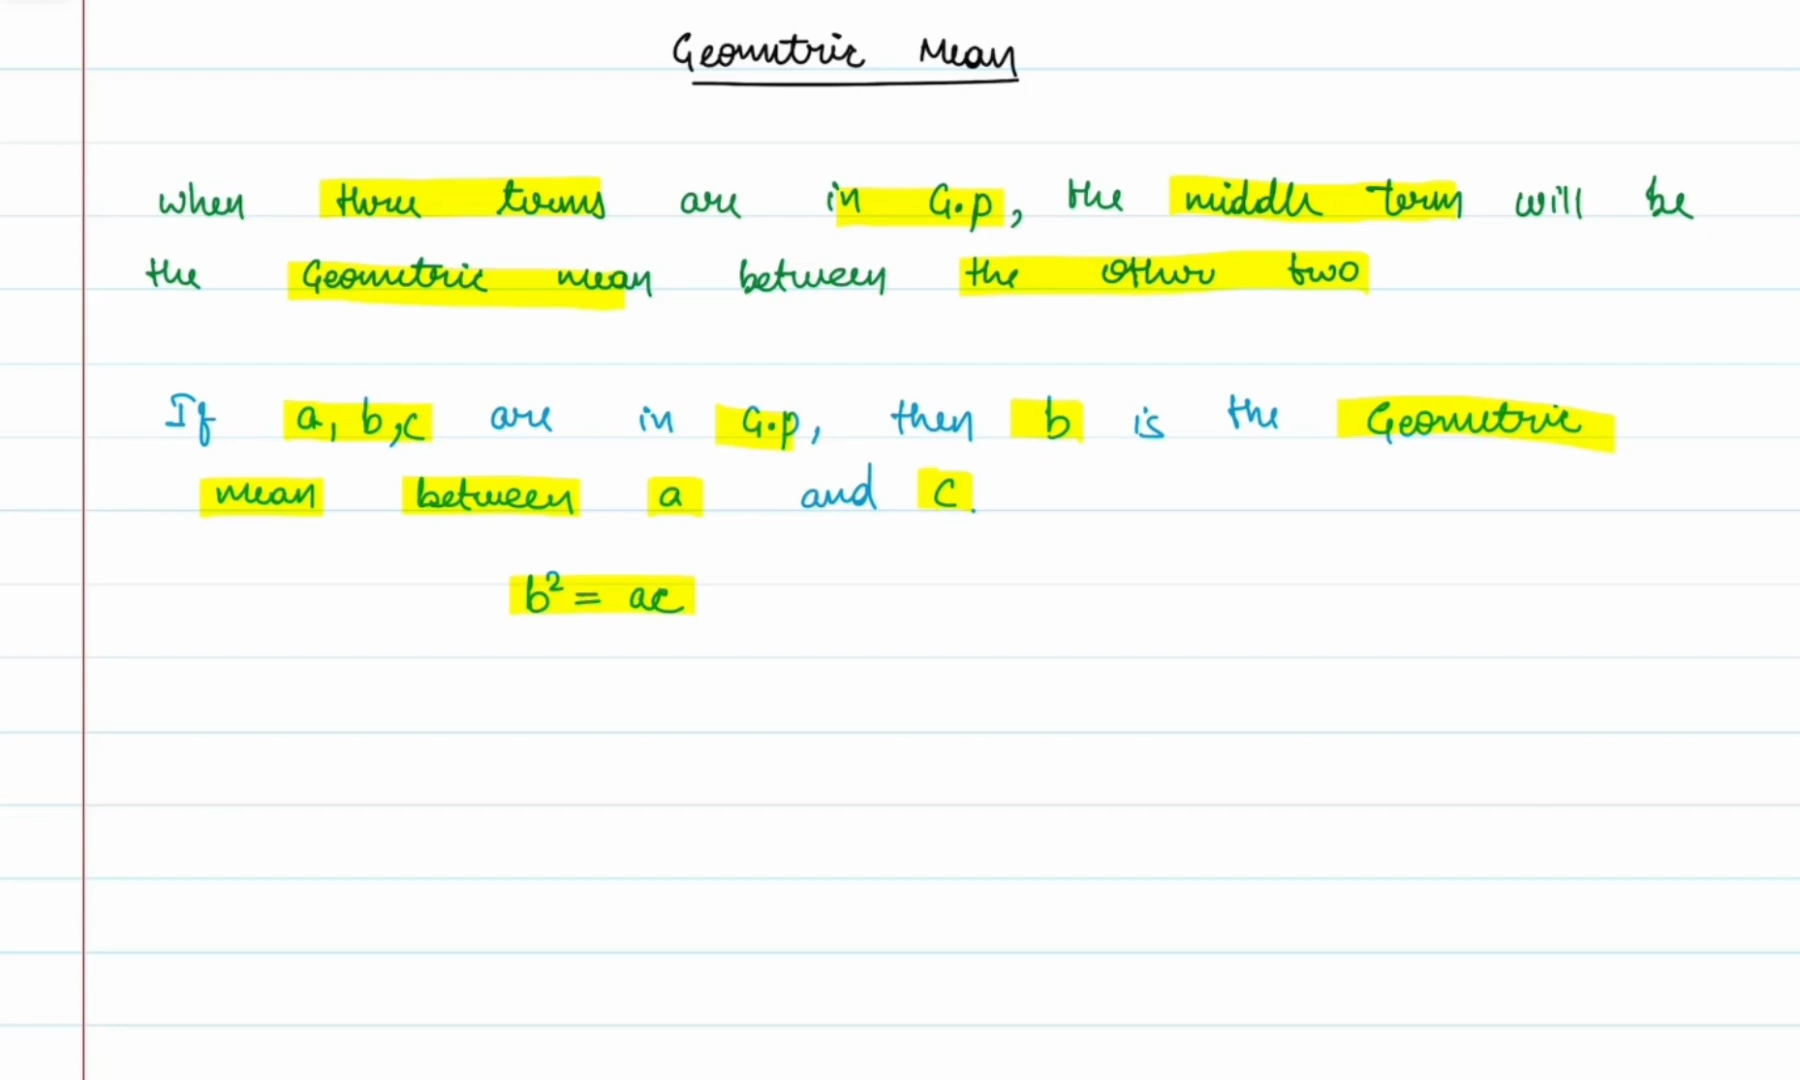 Geometric Mean
when three terms are in G.p, the middle term will be
the Geometric mean between the other two
If a, b, c are in G.p, then b is the Geometric
mean between a and c.
b² = ac